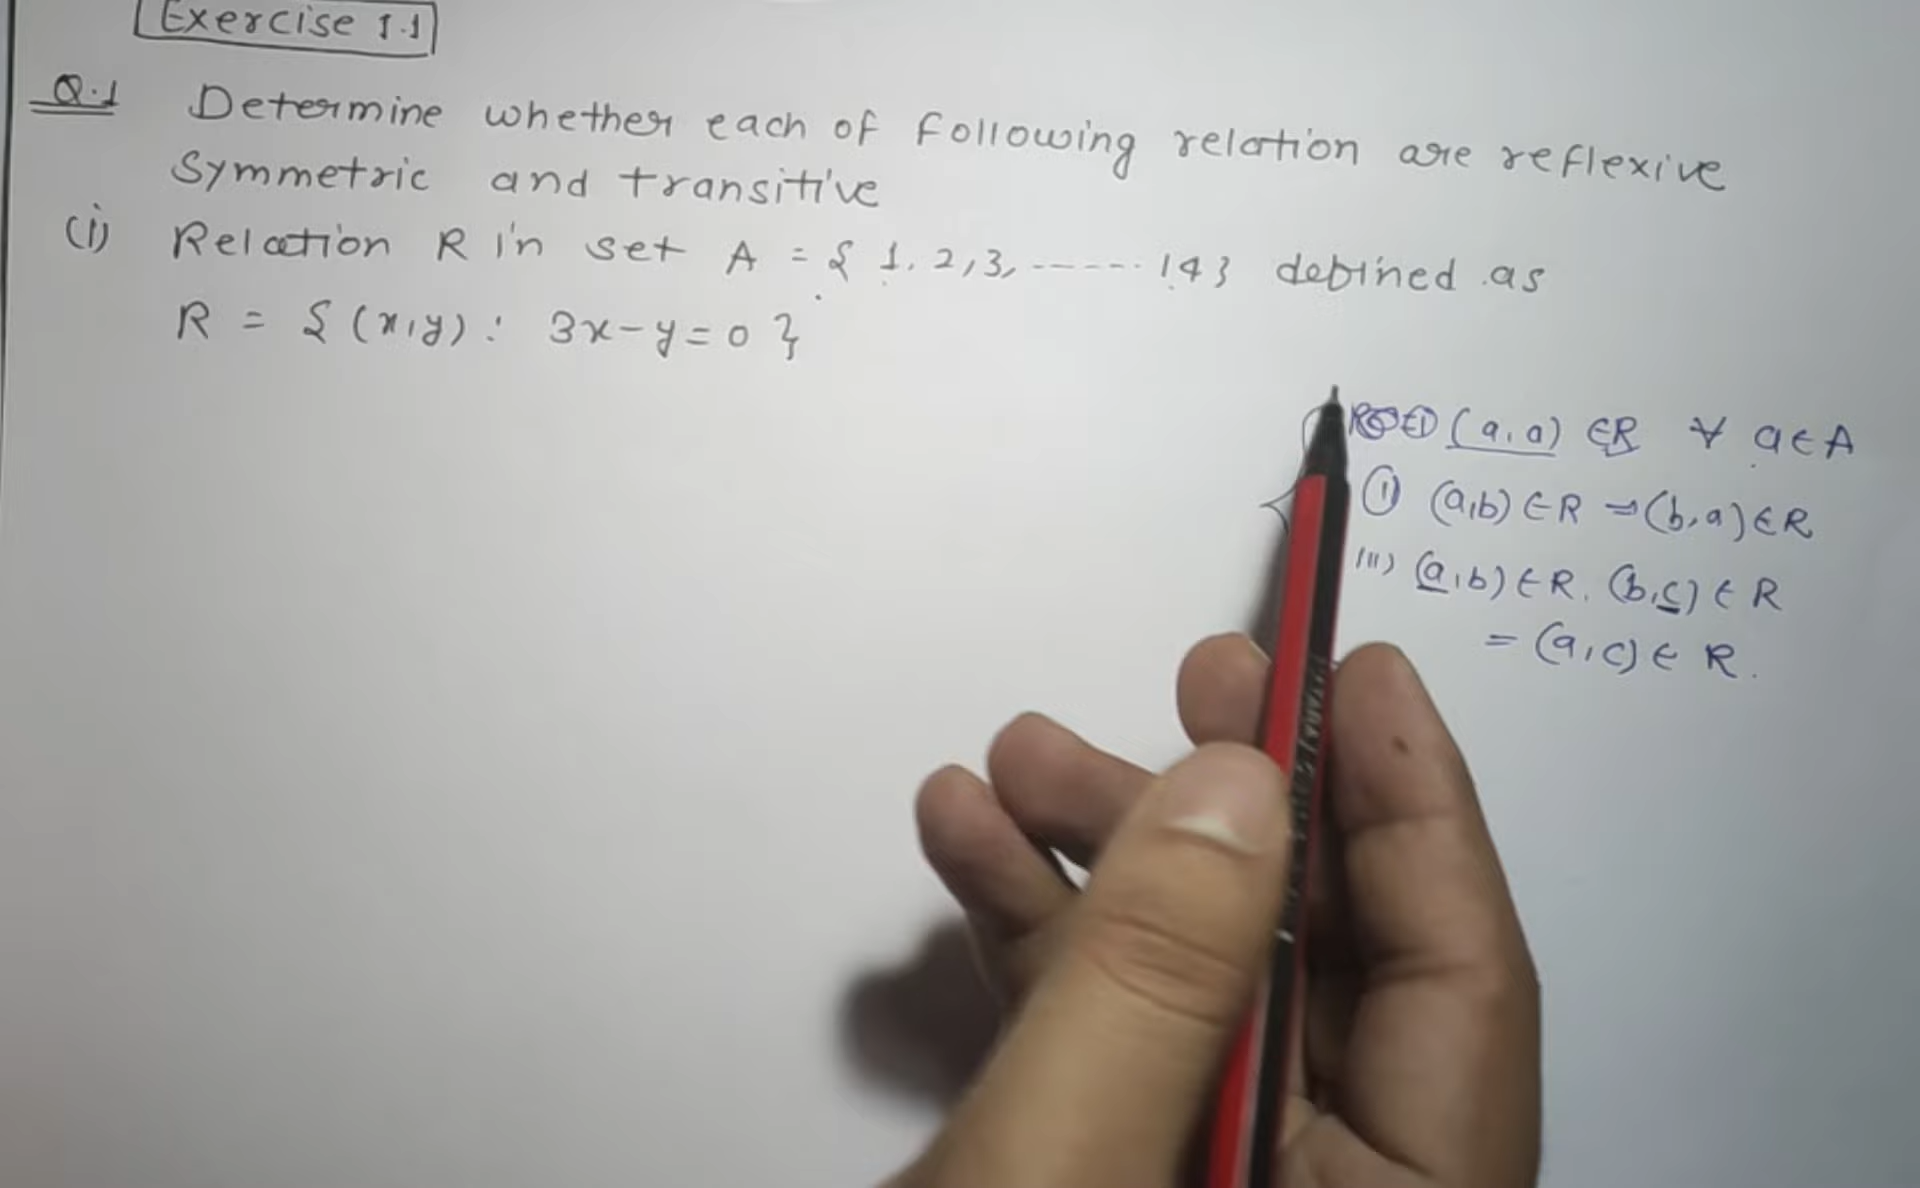 Exercise 1.1
Q.1 Determine whether each of following relation are reflexive
Symmetric and transitive
(i) Relation R in set A = { 1, 2, 3, ------ 14 } defined as
R = { (x, y) : 3x - y = 0 }
(a, a) ∈ R ∀ a ∈ A
(a, b) ∈ R ⇒ (b, a) ∈ R
iii) (a, b) ∈ R, (b, c) ∈ R
= (a, c) ∈ R.